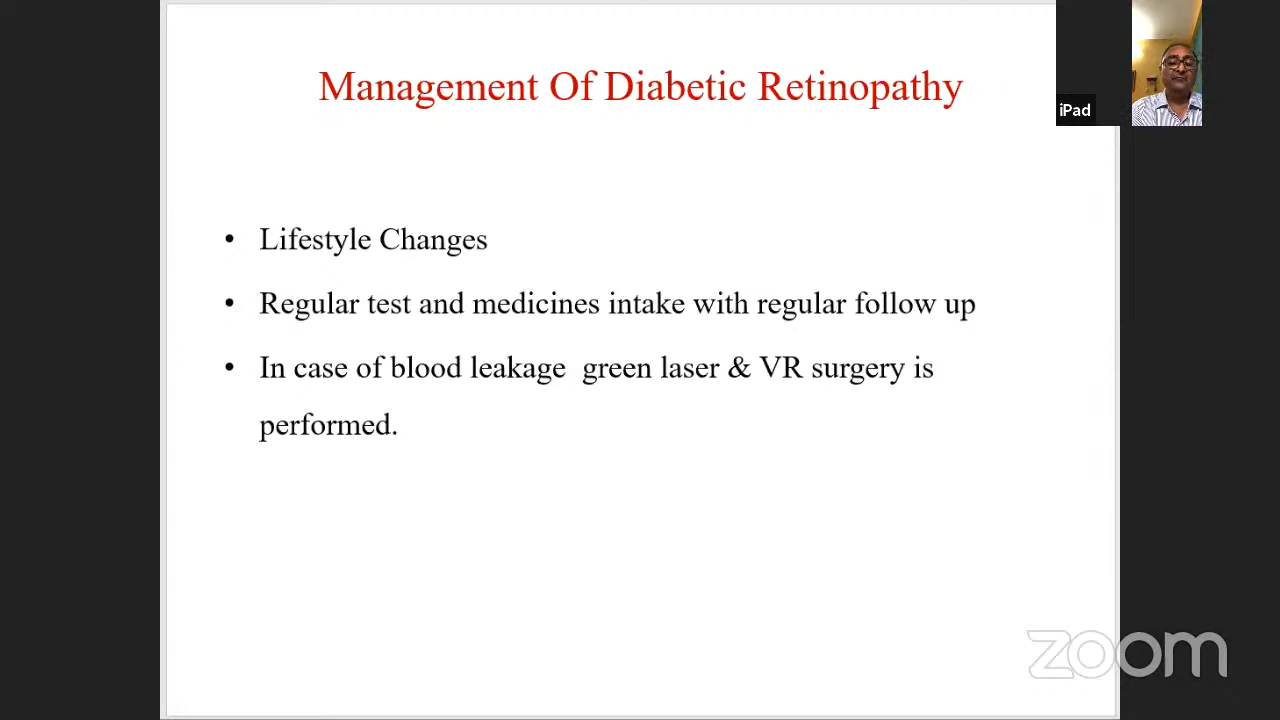 Management Of Diabetic Retinopathy
iPad
• Lifestyle Changes
• Regular test and medicines intake with regular follow up
• In case of blood leakage  green laser & VR surgery is
performed.
zoom